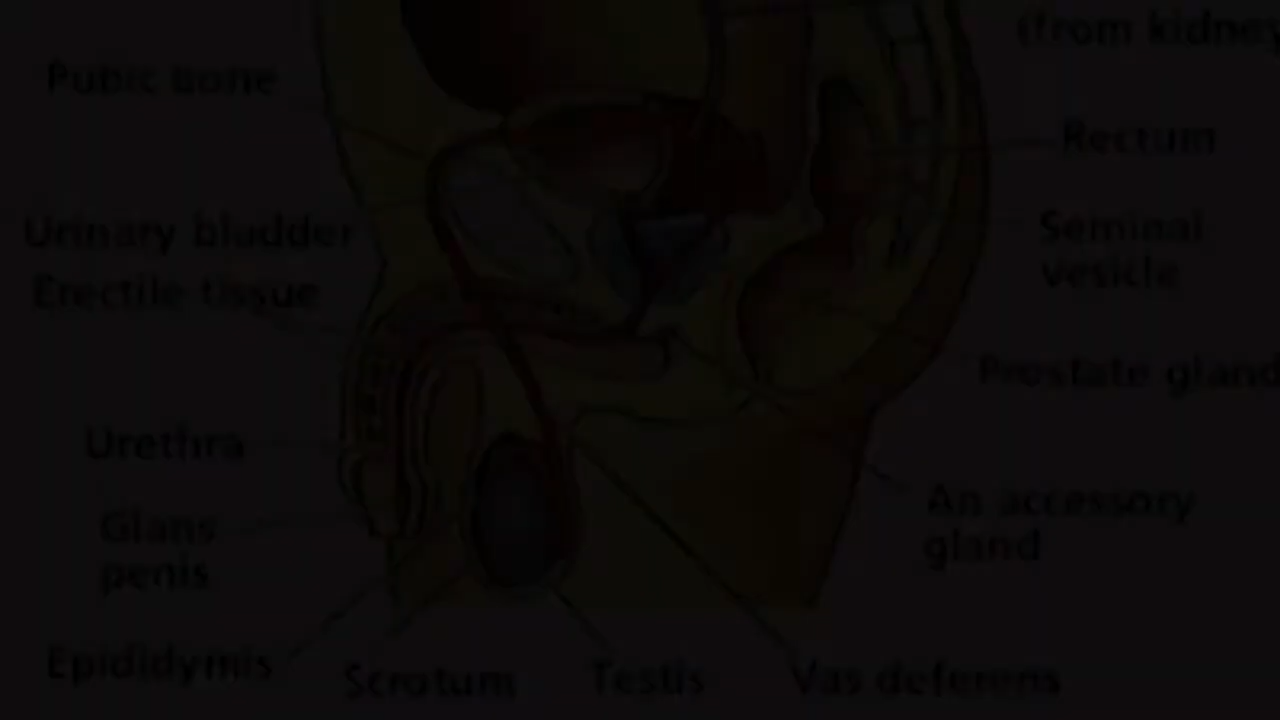 (from kidney
Pubic bone
Rectum
Urinary bladder
Seminal
vesicle
Erectile tissue
Prostate gland
Urethra
An accessory
gland
Glans
penis
Epididymis
Scrotum
Testis
Vas deferens